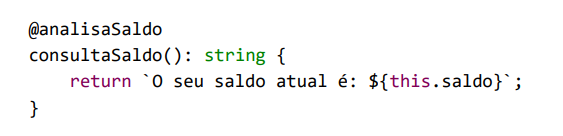 @analisaSaldo
consultaSaldo(): string {
    return `O seu saldo atual é: ${this.saldo}`;
}